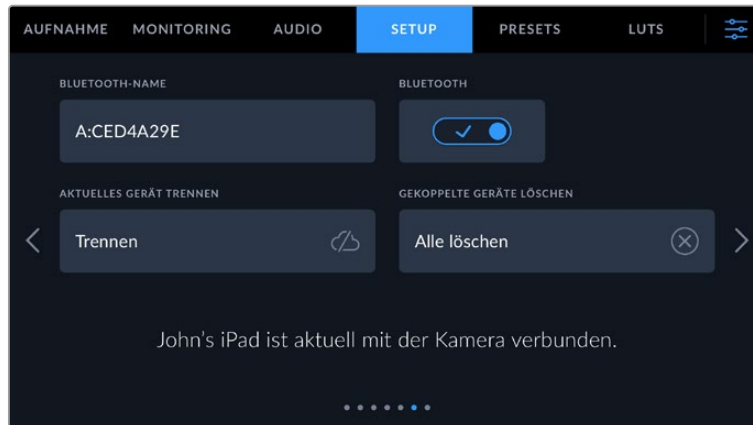 AUFNAHME MONITORING AUDIO SETUP PRESETS LUTS
BLUETOOTH-NAME BLUETOOTH
A:CED4A29E
AKTUELLES GERÄT TRENNEN GEKOPPELTE GERÄTE LÖSCHEN
Trennen Alle löschen
John’s iPad ist aktuell mit der Kamera verbunden.